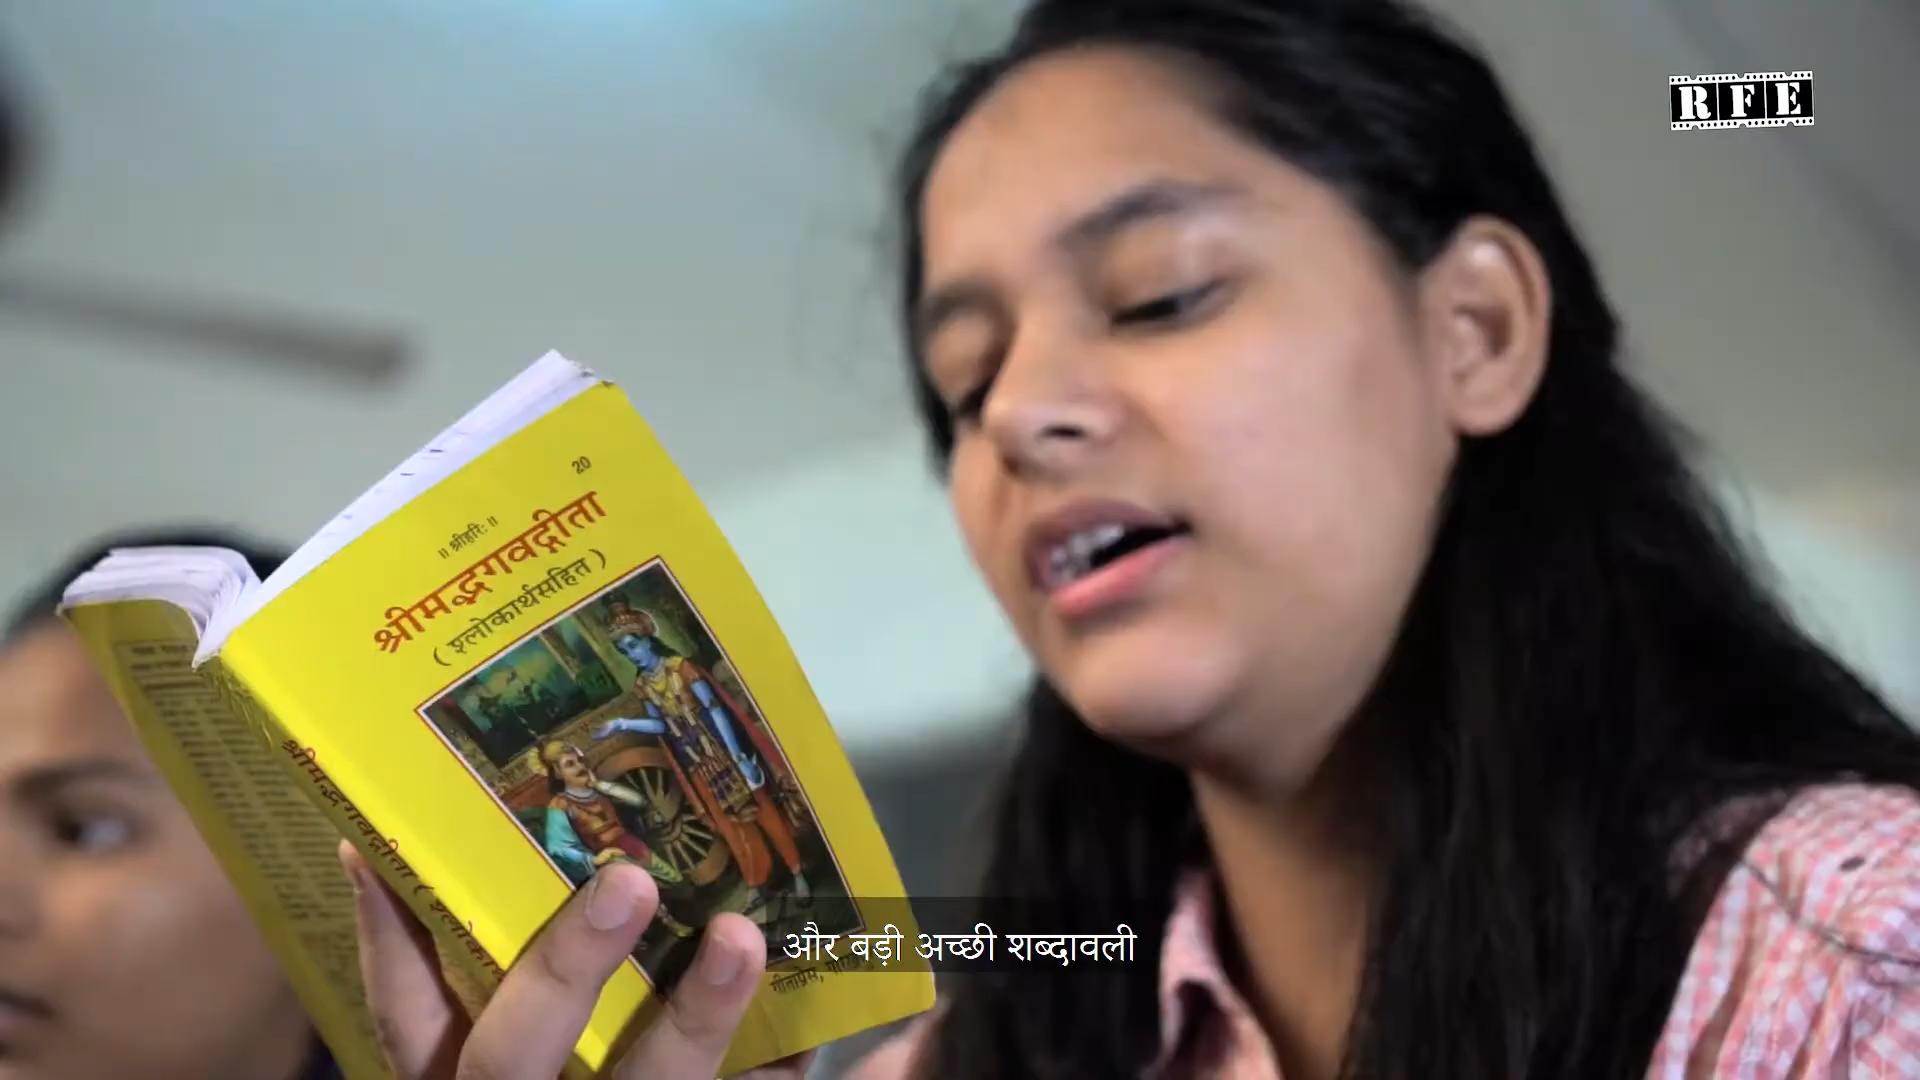 RFE
20
॥ श्रीहरिः ॥
श्रीमद्भगवद्गीता
( श्लोकार्थसहित )
श्रीमद्भगवद्गीता ( श्लोकार्थ
गीताप्रेस,
और बड़ी अच्छी शब्दावली